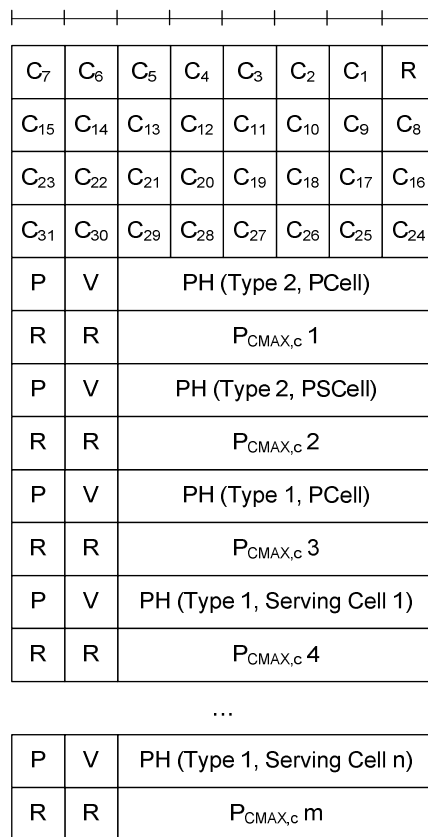 C7 C6 C5 C4 C3 C2 C1 R
C15 C14 C13 C12 C11 C10 C9 C8
C23 C22 C21 C20 C19 C18 C17 C16
C31 C30 C29 C28 C27 C26 C25 C24
P V PH (Type 2, PCell)
R R PCMAX,c 1
P V PH (Type 2, PSCell)
R R PCMAX,c 2
P V PH (Type 1, PCell)
R R PCMAX,c 3
P V PH (Type 1, Serving Cell 1)
R R PCMAX,c 4
...
P V PH (Type 1, Serving Cell n)
R R PCMAX,c m